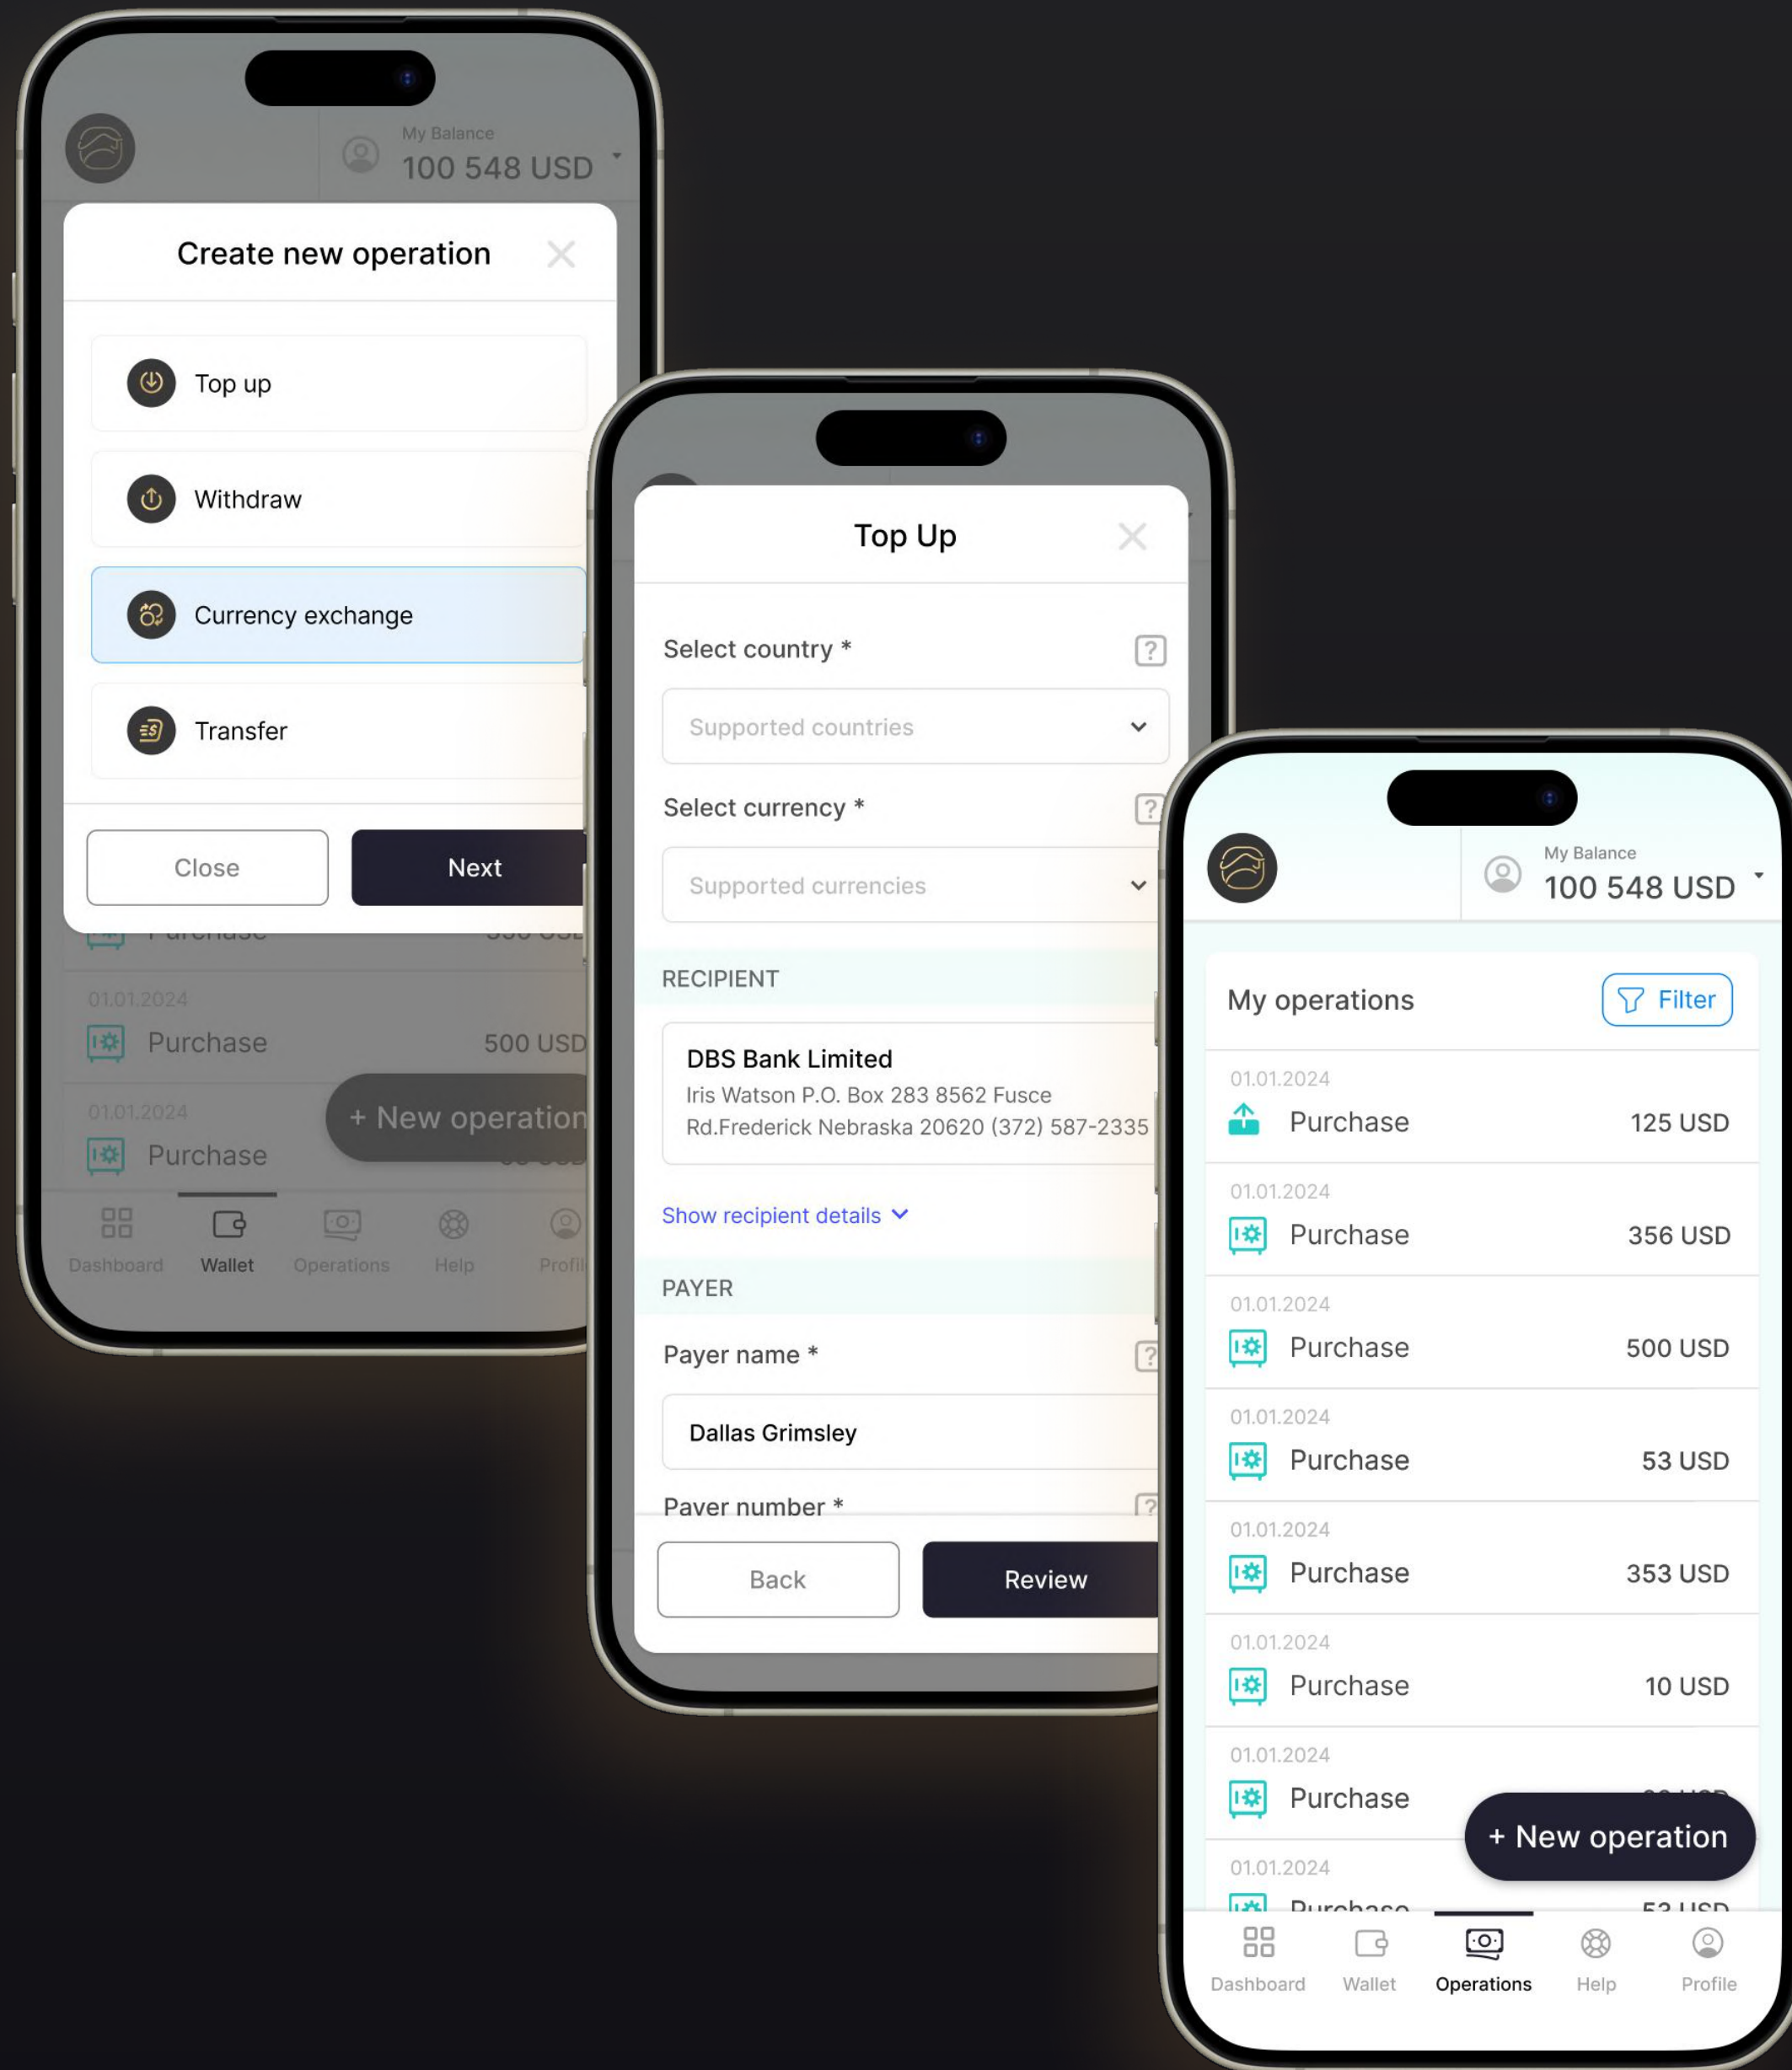 My Balance
100 548 USD
Create new operation
Top up
Withdraw
Currency exchange
Transfer
Close
Next
Purchase
01.01.2024
Purchase
500 USD
01.01.2024
+ New operation
Purchase
Dashboard
Wallet
Operations
Help
Profil
Top Up
Select country *
?
Supported countries
Select currency *
?
Supported currencies
RECIPIENT
DBS Bank Limited
Iris Watson P.O. Box 283 8562 Fusce
Rd.Frederick Nebraska 20620 (372) 587-2335
Show recipient details
PAYER
Payer name *
?
Dallas Grimsley
Payer number *
?
Back
Review
My Balance
100 548 USD
My operations
Filter
01.01.2024
Purchase
125 USD
01.01.2024
Purchase
356 USD
01.01.2024
Purchase
500 USD
01.01.2024
Purchase
53 USD
01.01.2024
Purchase
353 USD
01.01.2024
Purchase
10 USD
01.01.2024
Purchase
+ New operation
01.01.2024
Purchase
53 USD
Dashboard
Wallet
Operations
Help
Profile